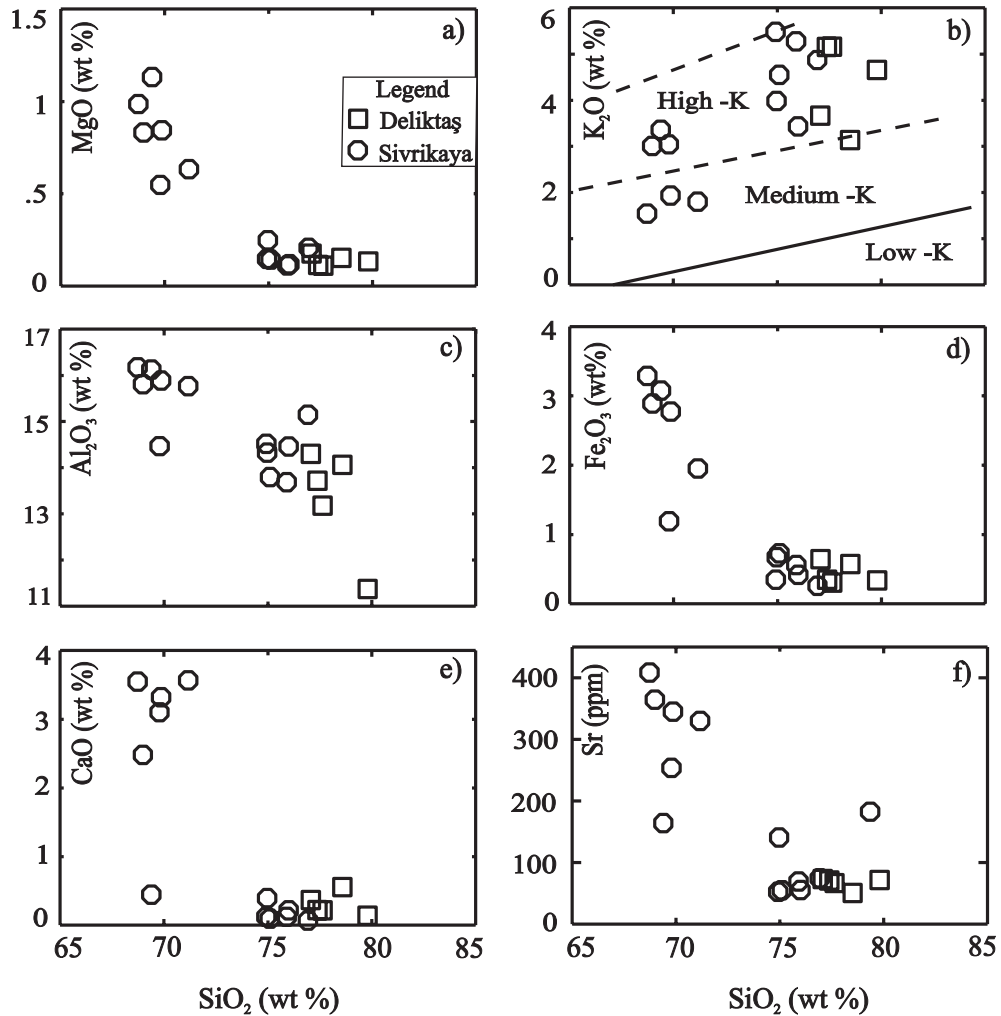 1.5
1
.5
0
MgO (wt %)
a)
Legend
Deliktaş
Sivrikaya
6
4
2
0
K₂O (wt %)
b)
High -K
Medium -K
Low -K
17
15
13
11
Al₂O₃ (wt %)
c)
4
3
2
1
0
Fe₂O₃ (wt%)
d)
4
3
2
1
0
CaO (wt %)
e)
65 70 75 80 85
SiO₂ (wt %)
400
300
200
100
0
Sr (ppm)
f)
65 70 75 80 85
SiO₂ (wt %)